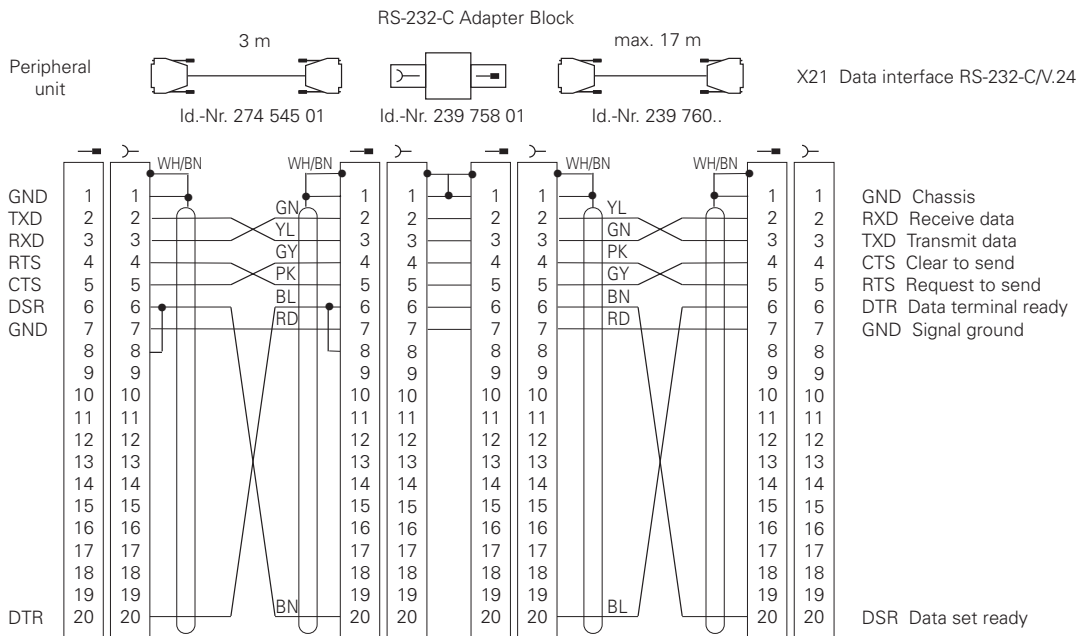 RS-232-C Adapter Block
3 m
max. 17 m
Peripheral
unit
X21 Data interface RS-232-C/V.24
Id.-Nr. 274 545 01
Id.-Nr. 239 758 01
Id.-Nr. 239 760..
WH/BN WH/BN WH/BN WH/BN
GND 1 1 1 1 1 1 1 1 GND Chassis
TXD 2 2 GN 2 2 2 2 YL 2 2 RXD Receive data
RXD 3 3 YL 3 3 3 3 GN 3 3 TXD Transmit data
RTS 4 4 GY 4 4 4 4 PK 4 4 CTS Clear to send
CTS 5 5 PK 5 5 5 5 GY 5 5 RTS Request to send
DSR 6 6 BL 6 6 6 6 BN 6 6 DTR Data terminal ready
GND 7 7 RD 7 7 7 7 RD 7 7 GND Signal ground
8 8 8 8 8 8 8 8
9 9 9 9 9 9 9 9
10 10 10 10 10 10 10 10
11 11 11 11 11 11 11 11
12 12 12 12 12 12 12 12
13 13 13 13 13 13 13 13
14 14 14 14 14 14 14 14
15 15 15 15 15 15 15 15
16 16 16 16 16 16 16 16
17 17 17 17 17 17 17 17
18 18 18 18 18 18 18 18
19 19 19 19 19 19 19 19
DTR 20 20 BN 20 20 20 20 BL 20 20 DSR Data set ready